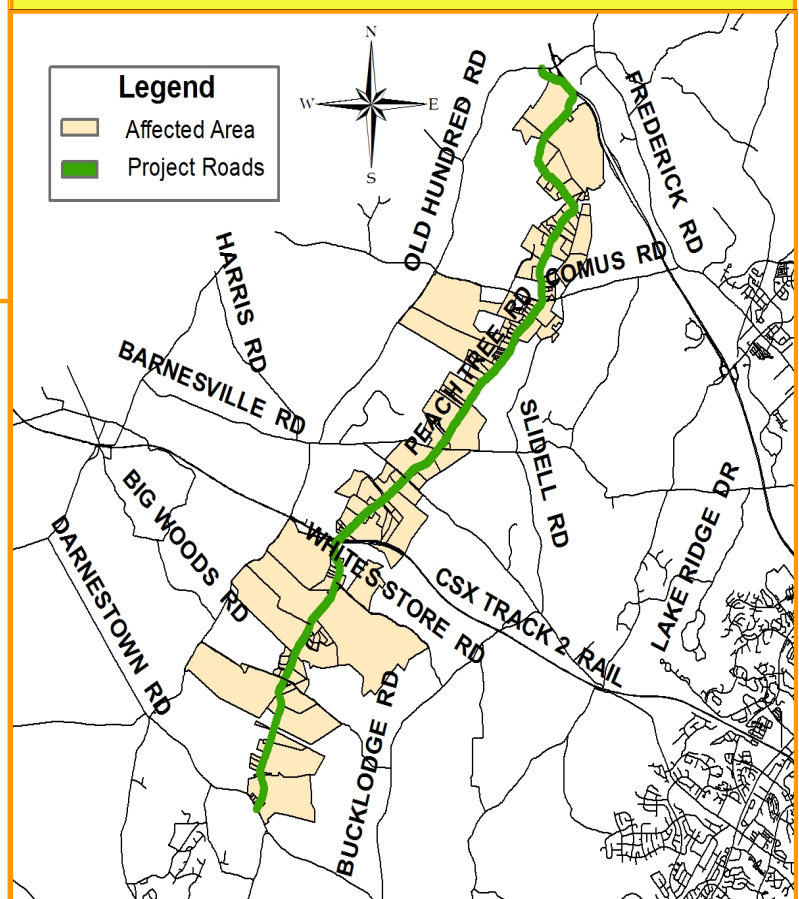 N
W E
S
Legend
Affected Area
Project Roads
OLD HUNDRED RD
FREDERICK RD
COMUS RD
HARRIS RD
PEACH TREE RD
BARNESVILLE RD
SLIDELL RD
BIG WOODS RD
LAKE RIDGE DR
DARNESTOWN RD
WHITES STORE RD
CSX TRACK 2 RAIL
BUCKLODGE RD